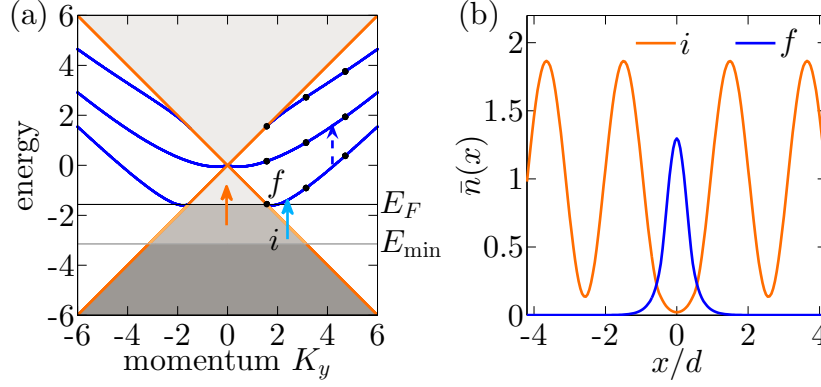 (a)
6
4
2
0
-2
-4
-6
energy
-6 -4 -2 0 2 4 6
momentum K_y
f
i
E_F
E_min
(b)
2
1.5
1
0.5
0
n̄(x)
i f
-4 -2 0 2 4
x/d